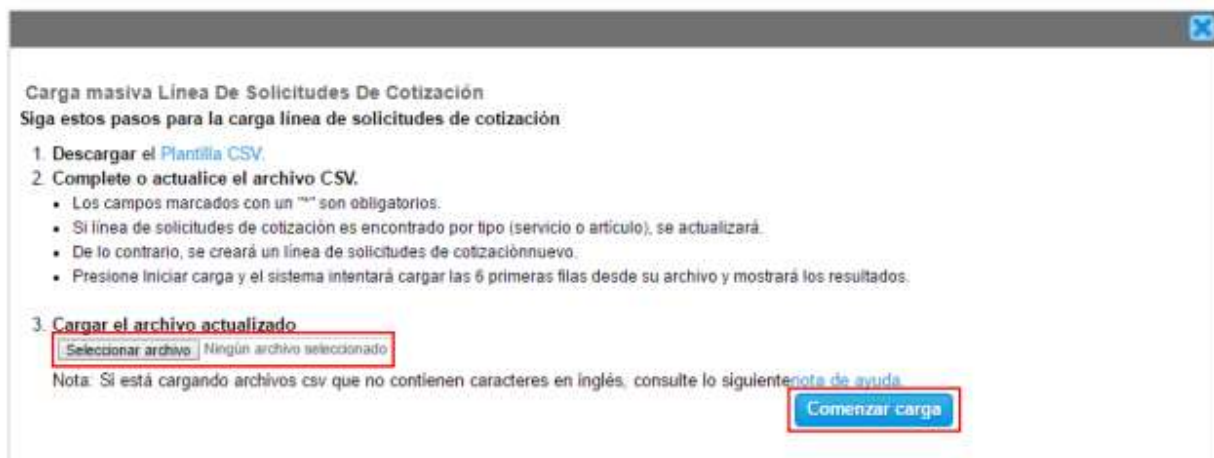 Carga masiva Línea De Solicitudes De Cotización
Siga estos pasos para la carga línea de solicitudes de cotización
1. Descargar el Plantilla CSV.
2. Complete o actualice el archivo CSV.
• Los campos marcados con un "*" son obligatorios.
• Si línea de solicitudes de cotización es encontrado por tipo (servicio o artículo), se actualizará.
• De lo contrario, se creará un línea de solicitudes de cotizaciònnuevo.
• Presione Iniciar carga y el sistema intentará cargar las 6 primeras filas desde su archivo y mostrará los resultados.
3. Cargar el archivo actualizado
Seleccionar archivo Ningún archivo seleccionado
Nota: Si está cargando archivos csv que no contienen caracteres en inglés, consulte lo siguientenota de ayuda.
Comenzar carga